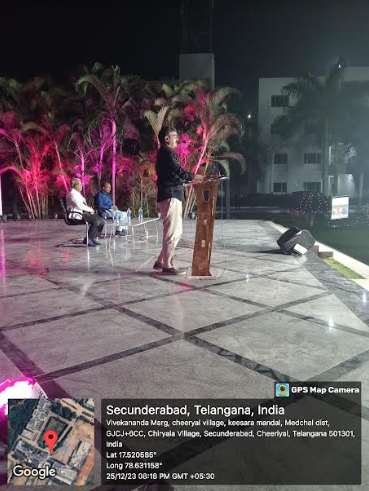 GPS Map Camera
Secunderabad, Telangana, India
Vivekananda Marg, cheeryal village, keesara mandal, Medchal dist,
GJCJ+6CC, Chiryala Village, Secunderabad, Cheeriyal, Telangana 501301,
India
Lat 17.520585°
Long 78.631158°
25/12/23 08:18 PM GMT +05:30
Google